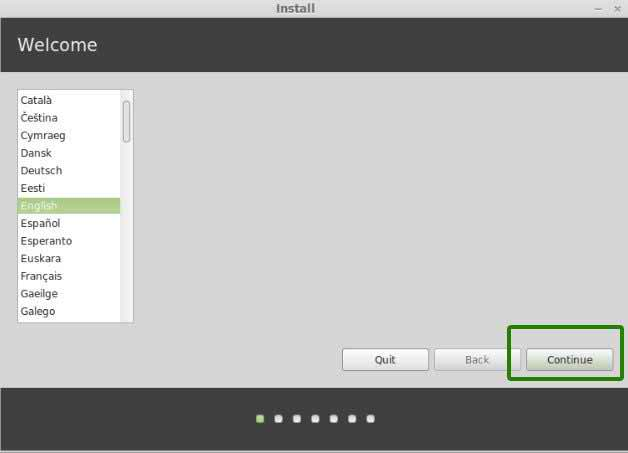 Install
Welcome
Català
Čeština
Cymraeg
Dansk
Deutsch
Eesti
English
Español
Esperanto
Euskara
Français
Gaeilge
Galego
Quit Back Continue